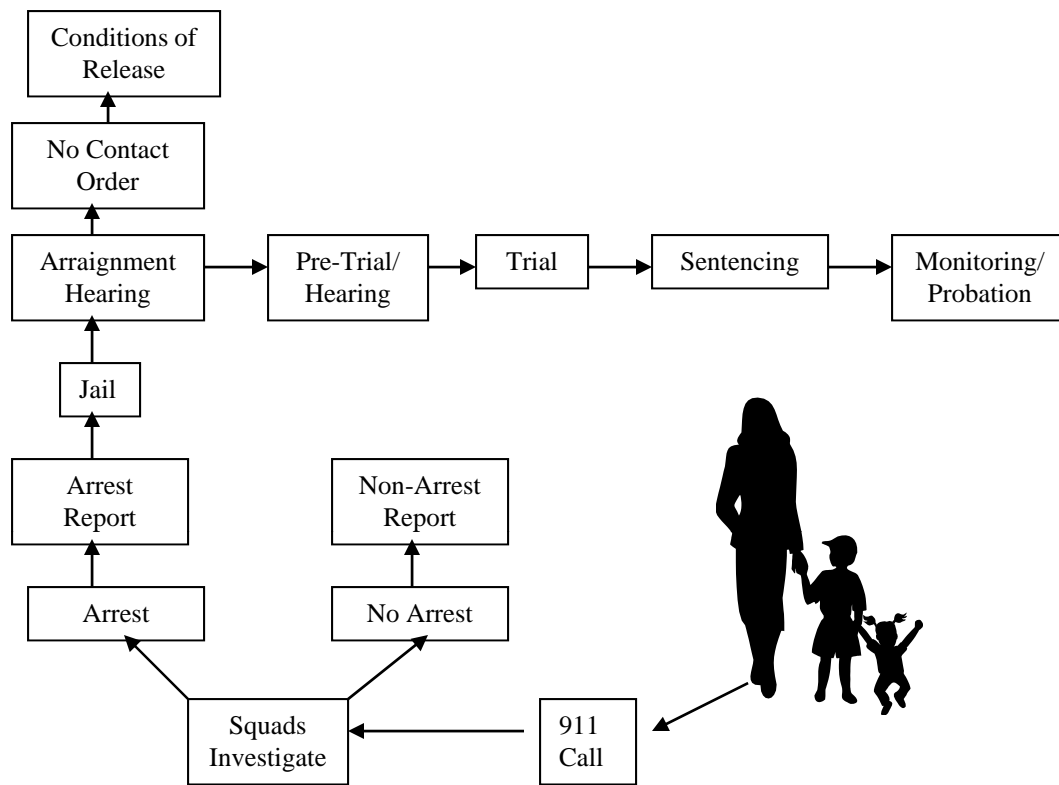 Conditions of
Release
No Contact
Order
Arraignment
Hearing
Pre-Trial/
Hearing
Trial
Sentencing
Monitoring/
Probation
Jail
Arrest
Report
Non-Arrest
Report
Arrest
No Arrest
Squads
Investigate
911
Call